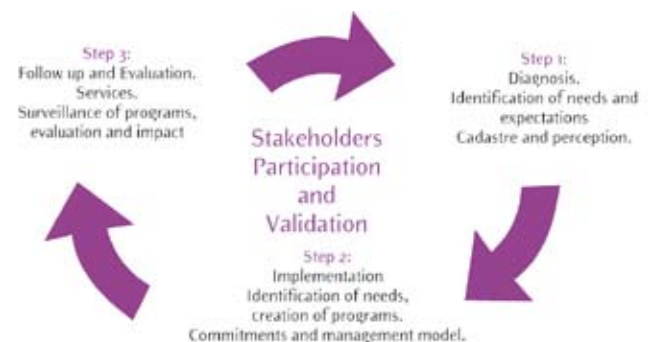 Step 3:
Follow up and Evaluation.
Services.
Surveillance of programs,
evaluation and impact
Step 1:
Diagnosis.
Identification of needs and
expectations
Cadastre and perception.
Stakeholders
Participation
and
Validation
Step 2:
Implementation
Identification of needs,
creation of programs.
Commitments and management model.